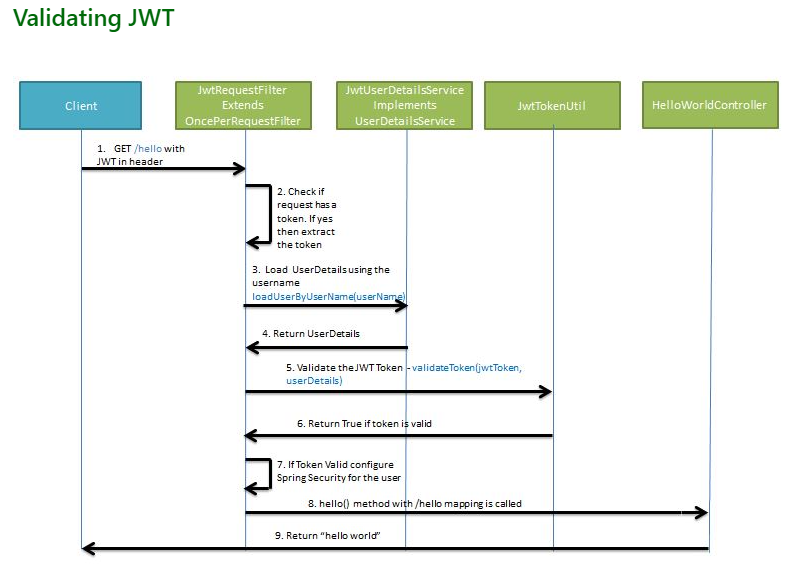 Validating JWT
Client
JwtRequestFilter
Extends
OncePerRequestFilter
JwtUserDetailsService
Implements
UserDetailsService
JwtTokenUtil
HelloWorldController
1. GET /hello with
JWT in header
2. Check if
request has a
token. If yes
then extract
the token
3. Load UserDetails using the
username
loadUserByUserName(userName)
4. Return UserDetails
5. Validate the JWT Token - validateToken(jwtToken,
userDetails)
6. Return True if token is valid
7. If Token Valid configure
Spring Security for the user
8. hello() method with /hello mapping is called
9. Return “hello world”